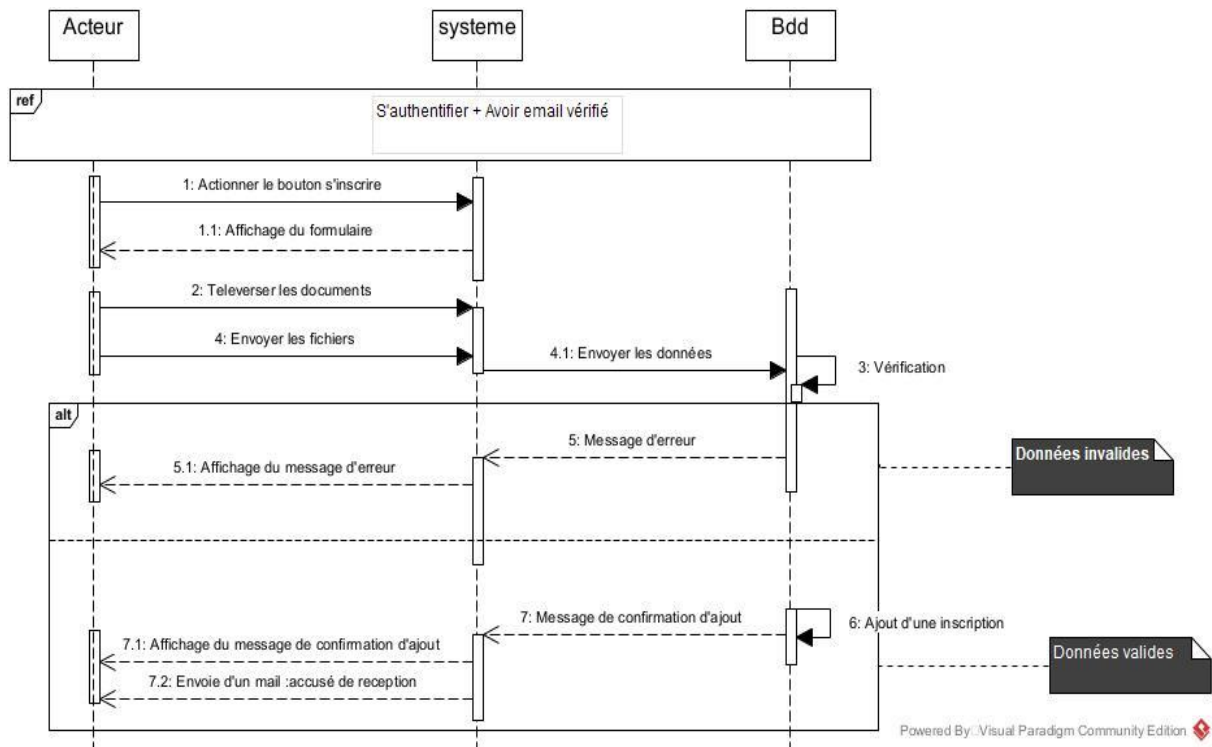 Acteur
systeme
Bdd
ref
S'authentifier + Avoir email vérifié
1: Actionner le bouton s'inscrire
1.1: Affichage du formulaire
2: Televerser les documents
4: Envoyer les fichiers
4.1: Envoyer les données
3: Vérification
alt
5: Message d'erreur
5.1: Affichage du message d'erreur
Données invalides
7: Message de confirmation d'ajout
6: Ajout d'une inscription
7.1: Affichage du message de confirmation d'ajout
Données valides
7.2: Envoie d'un mail :accusé de reception
Powered By Visual Paradigm Community Edition